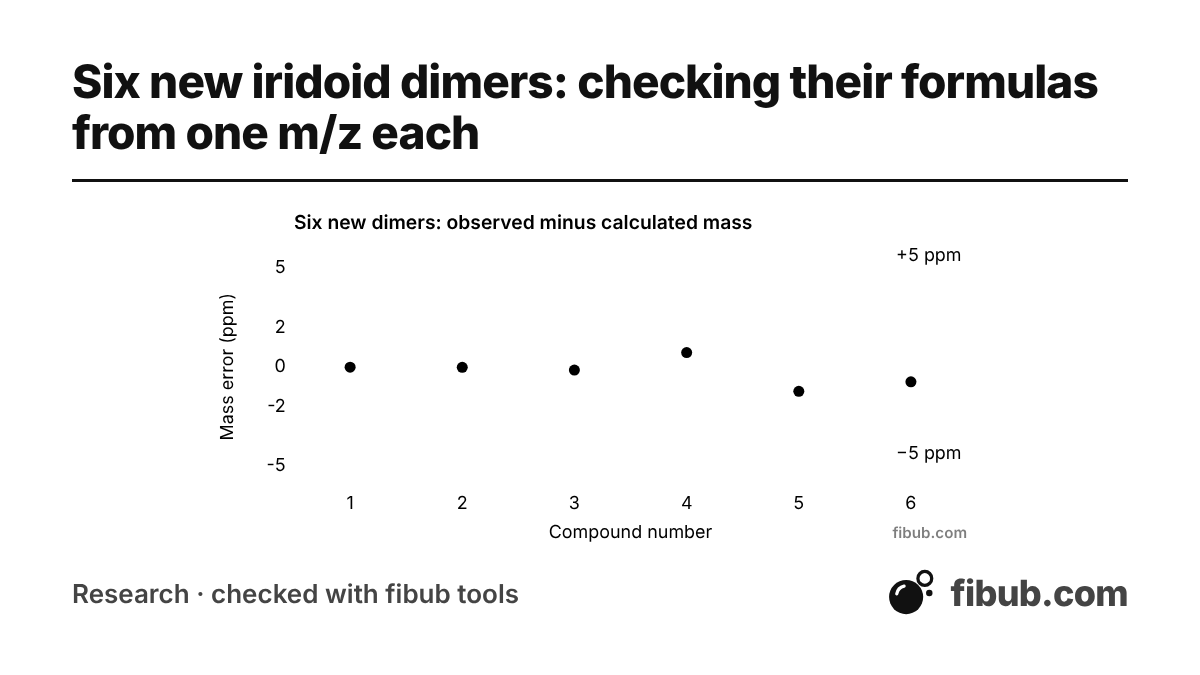 Six new iridoid dimers: checking their formulas
from one m/z each
Six new dimers: observed minus calculated mass
+5 ppm
5
2
0
-2
-5
Mass error (ppm)
−5 ppm
1 2 3 4 5 6
Compound number
fibub.com
Research · checked with fibub tools
fibub.com